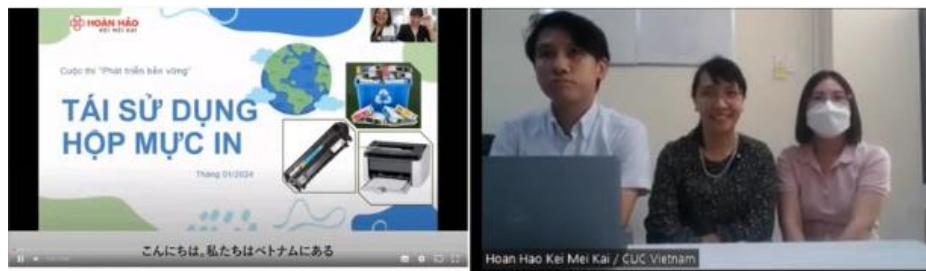 HOÀN HẢO
KEI MEI KAI
Cuộc thi "Phát triển bền vững"
TÁI SỬ DỤNG
HỘP MỰC IN
Tháng 01/2024
こんにちは。私たちはベトナムにある
Hoan Hao Kei Mei Kai / CUC Vietnam